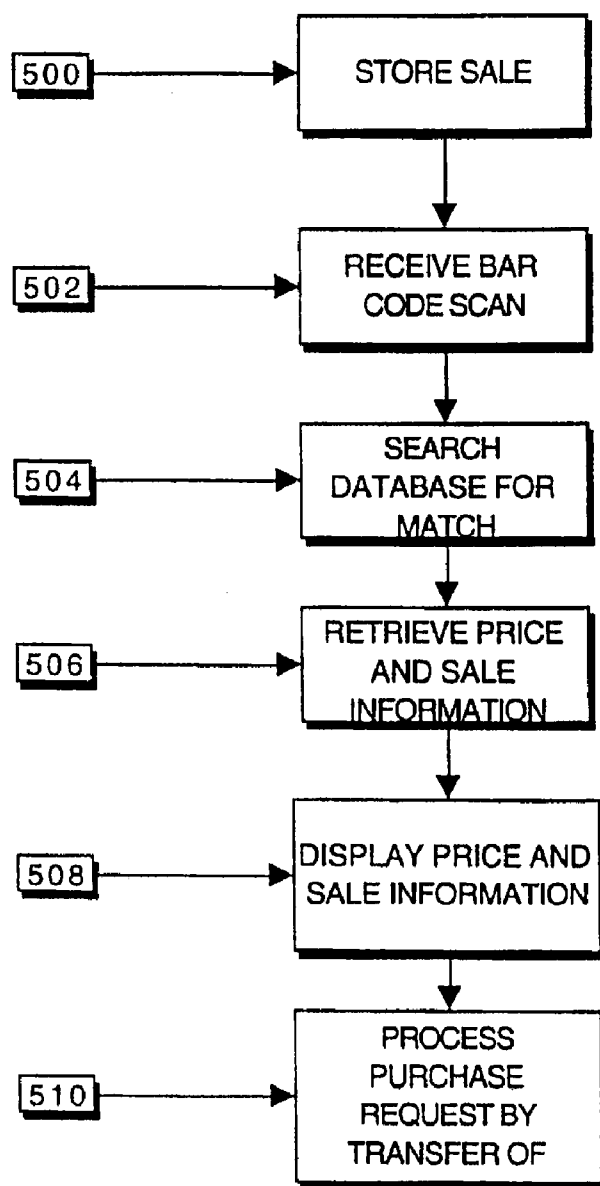 500
STORE SALE
502
RECEIVE BAR
CODE SCAN
504
SEARCH
DATABASE FOR
MATCH
506
RETRIEVE PRICE
AND SALE
INFORMATION
508
DISPLAY PRICE AND
SALE INFORMATION
510
PROCESS
PURCHASE
REQUEST BY
TRANSFER OF